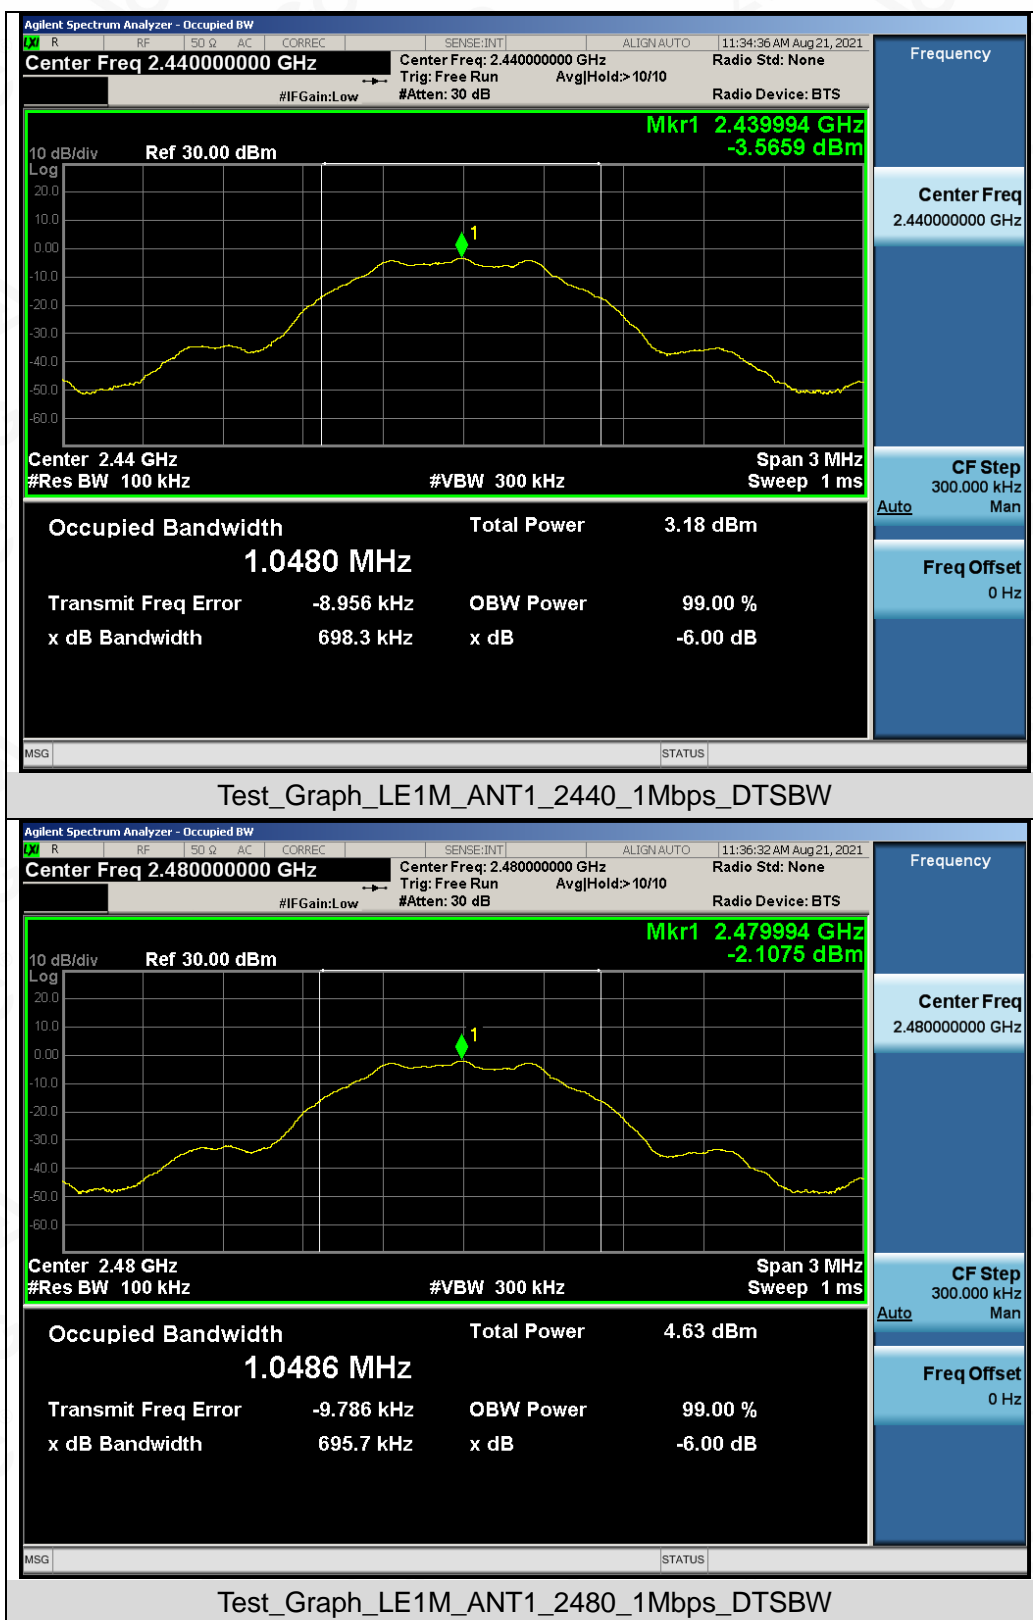 Agilent Spectrum Analyzer - Occupied BW
LXI R RF 50 Ω AC CORREC SENSE:INT ALIGN AUTO 11:34:36 AM Aug 21, 2021
Center Freq 2.440000000 GHz
Center Freq: 2.440000000 GHz
Radio Std: None
Trig: Free Run Avg|Hold:> 10/10
#IFGain:Low #Atten: 30 dB Radio Device: BTS
Frequency
Mkr1 2.439994 GHz
-3.5659 dBm
10 dB/div Ref 30.00 dBm
Log
20.0
10.0
0.00
-10.0
-20.0
-30.0
-40.0
-50.0
-60.0
1
Center 2.44 GHz Span 3 MHz
#Res BW 100 kHz #VBW 300 kHz Sweep 1 ms
Center Freq
2.440000000 GHz
CF Step
300.000 kHz
Auto Man
Freq Offset
0 Hz
Occupied Bandwidth Total Power 3.18 dBm
1.0480 MHz
Transmit Freq Error -8.956 kHz OBW Power 99.00 %
x dB Bandwidth 698.3 kHz x dB -6.00 dB
MSG STATUS
Test_Graph_LE1M_ANT1_2440_1Mbps_DTSBW
Agilent Spectrum Analyzer - Occupied BW
LXI R RF 50 Ω AC CORREC SENSE:INT ALIGN AUTO 11:36:32 AM Aug 21, 2021
Center Freq 2.480000000 GHz
Center Freq: 2.480000000 GHz
Radio Std: None
Trig: Free Run Avg|Hold:> 10/10
#IFGain:Low #Atten: 30 dB Radio Device: BTS
Frequency
Mkr1 2.479994 GHz
-2.1075 dBm
10 dB/div Ref 30.00 dBm
Log
20.0
10.0
0.00
-10.0
-20.0
-30.0
-40.0
-50.0
-60.0
1
Center 2.48 GHz Span 3 MHz
#Res BW 100 kHz #VBW 300 kHz Sweep 1 ms
Center Freq
2.480000000 GHz
CF Step
300.000 kHz
Auto Man
Freq Offset
0 Hz
Occupied Bandwidth Total Power 4.63 dBm
1.0486 MHz
Transmit Freq Error -9.786 kHz OBW Power 99.00 %
x dB Bandwidth 695.7 kHz x dB -6.00 dB
MSG STATUS
Test_Graph_LE1M_ANT1_2480_1Mbps_DTSBW